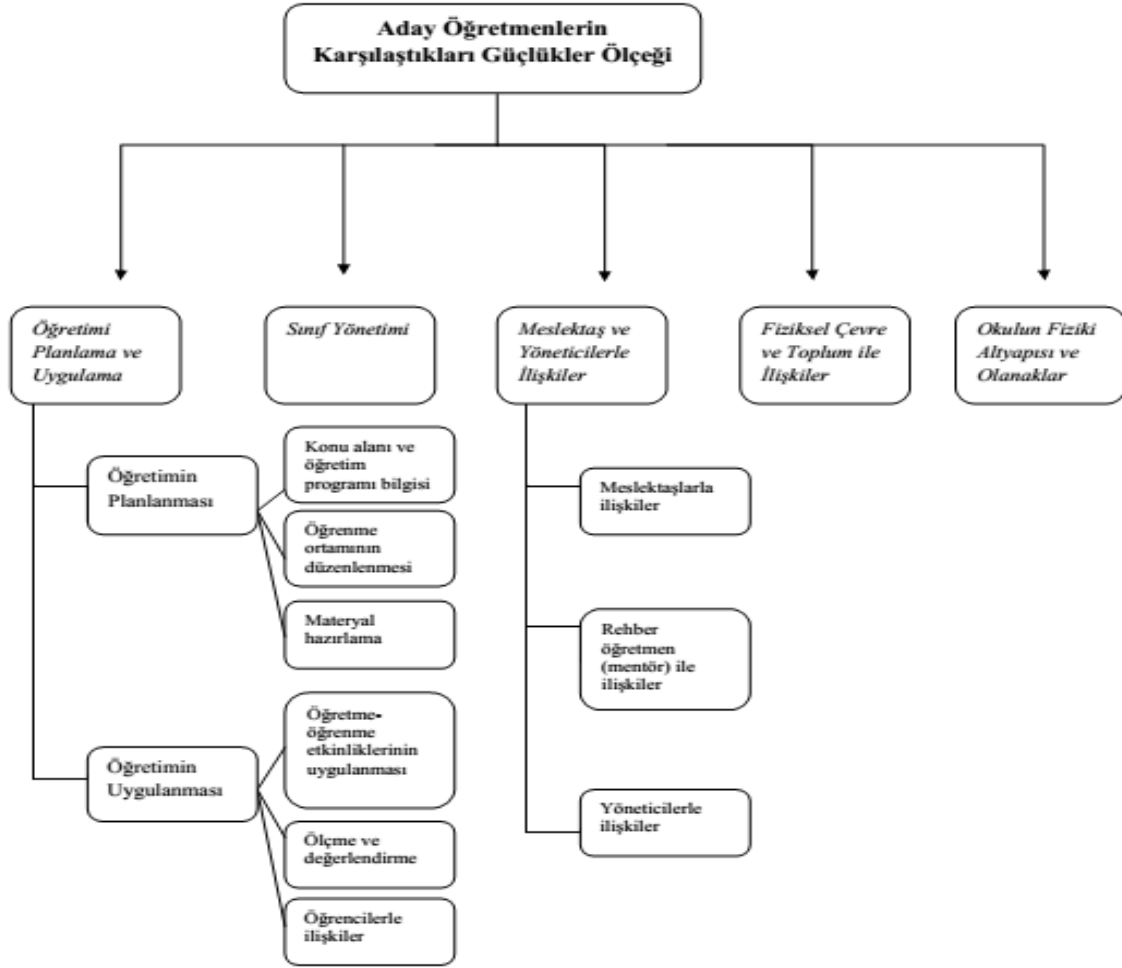 Aday Öğretmenlerin
Karşılaştıkları Güçlükler Ölçeği
Öğretimi
Planlama ve
Uygulama
Sınıf Yönetimi
Meslektaş ve
Yöneticilerle
İlişkiler
Fiziksel Çevre
ve Toplum ile
İlişkiler
Okulun Fiziki
Altyapısı ve
Olanaklar
Öğretimin
Planlanması
Konu alanı ve
öğretim
programı bilgisi
Öğrenme
ortamının
düzenlenmesi
Materyal
hazırlama
Öğretimin
Uygulanması
Öğretme-
öğrenme
etkinliklerinin
uygulanması
Ölçme ve
değerlendirme
Öğrencilerle
ilişkiler
Meslektaşlarla
ilişkiler
Rehber
öğretmen
(mentör) ile
ilişkiler
Yöneticilerle
ilişkiler